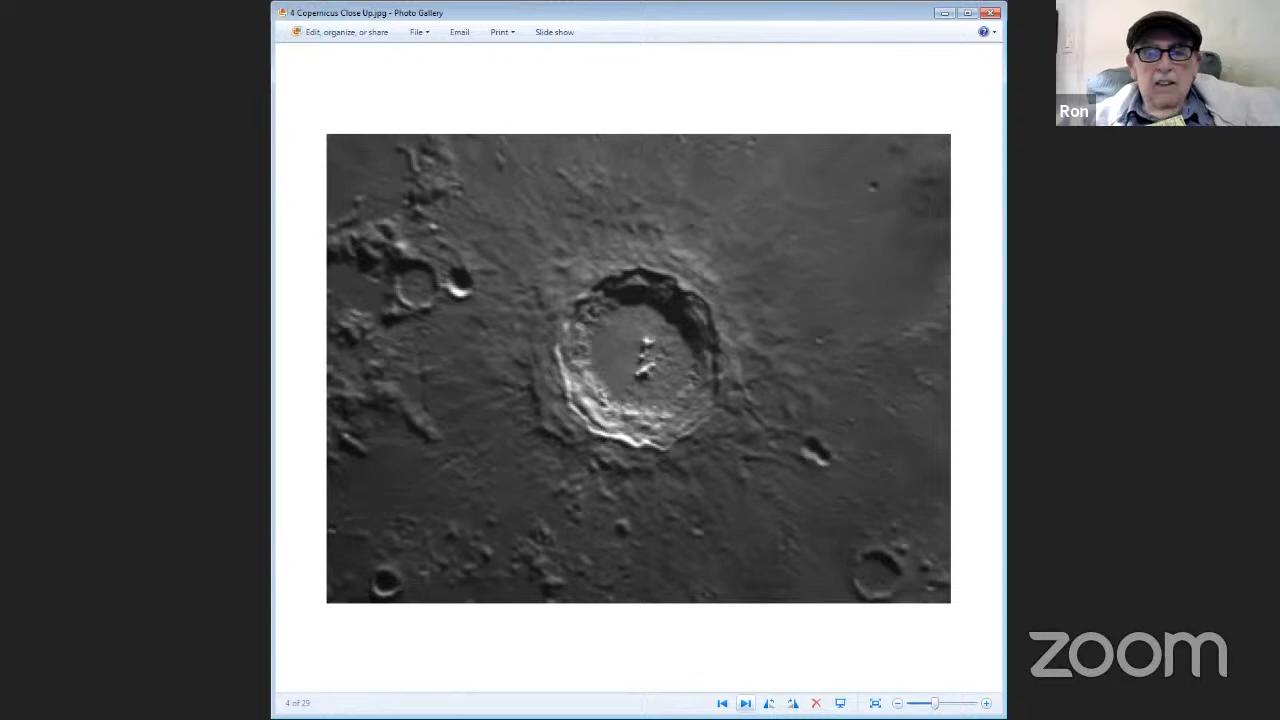 4 Copernicus Close Up.jpg - Photo Gallery
Edit, organize, or share File Email Print Slide show
Ron
zoom
4 of 29